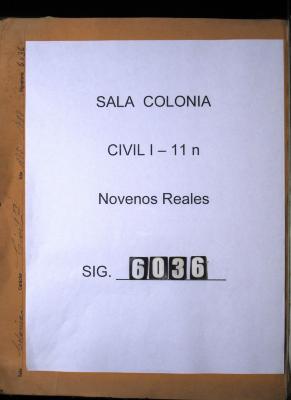 SALA COLONIA
CIVIL I – 11 n
Novenos Reales
SIG. 6036